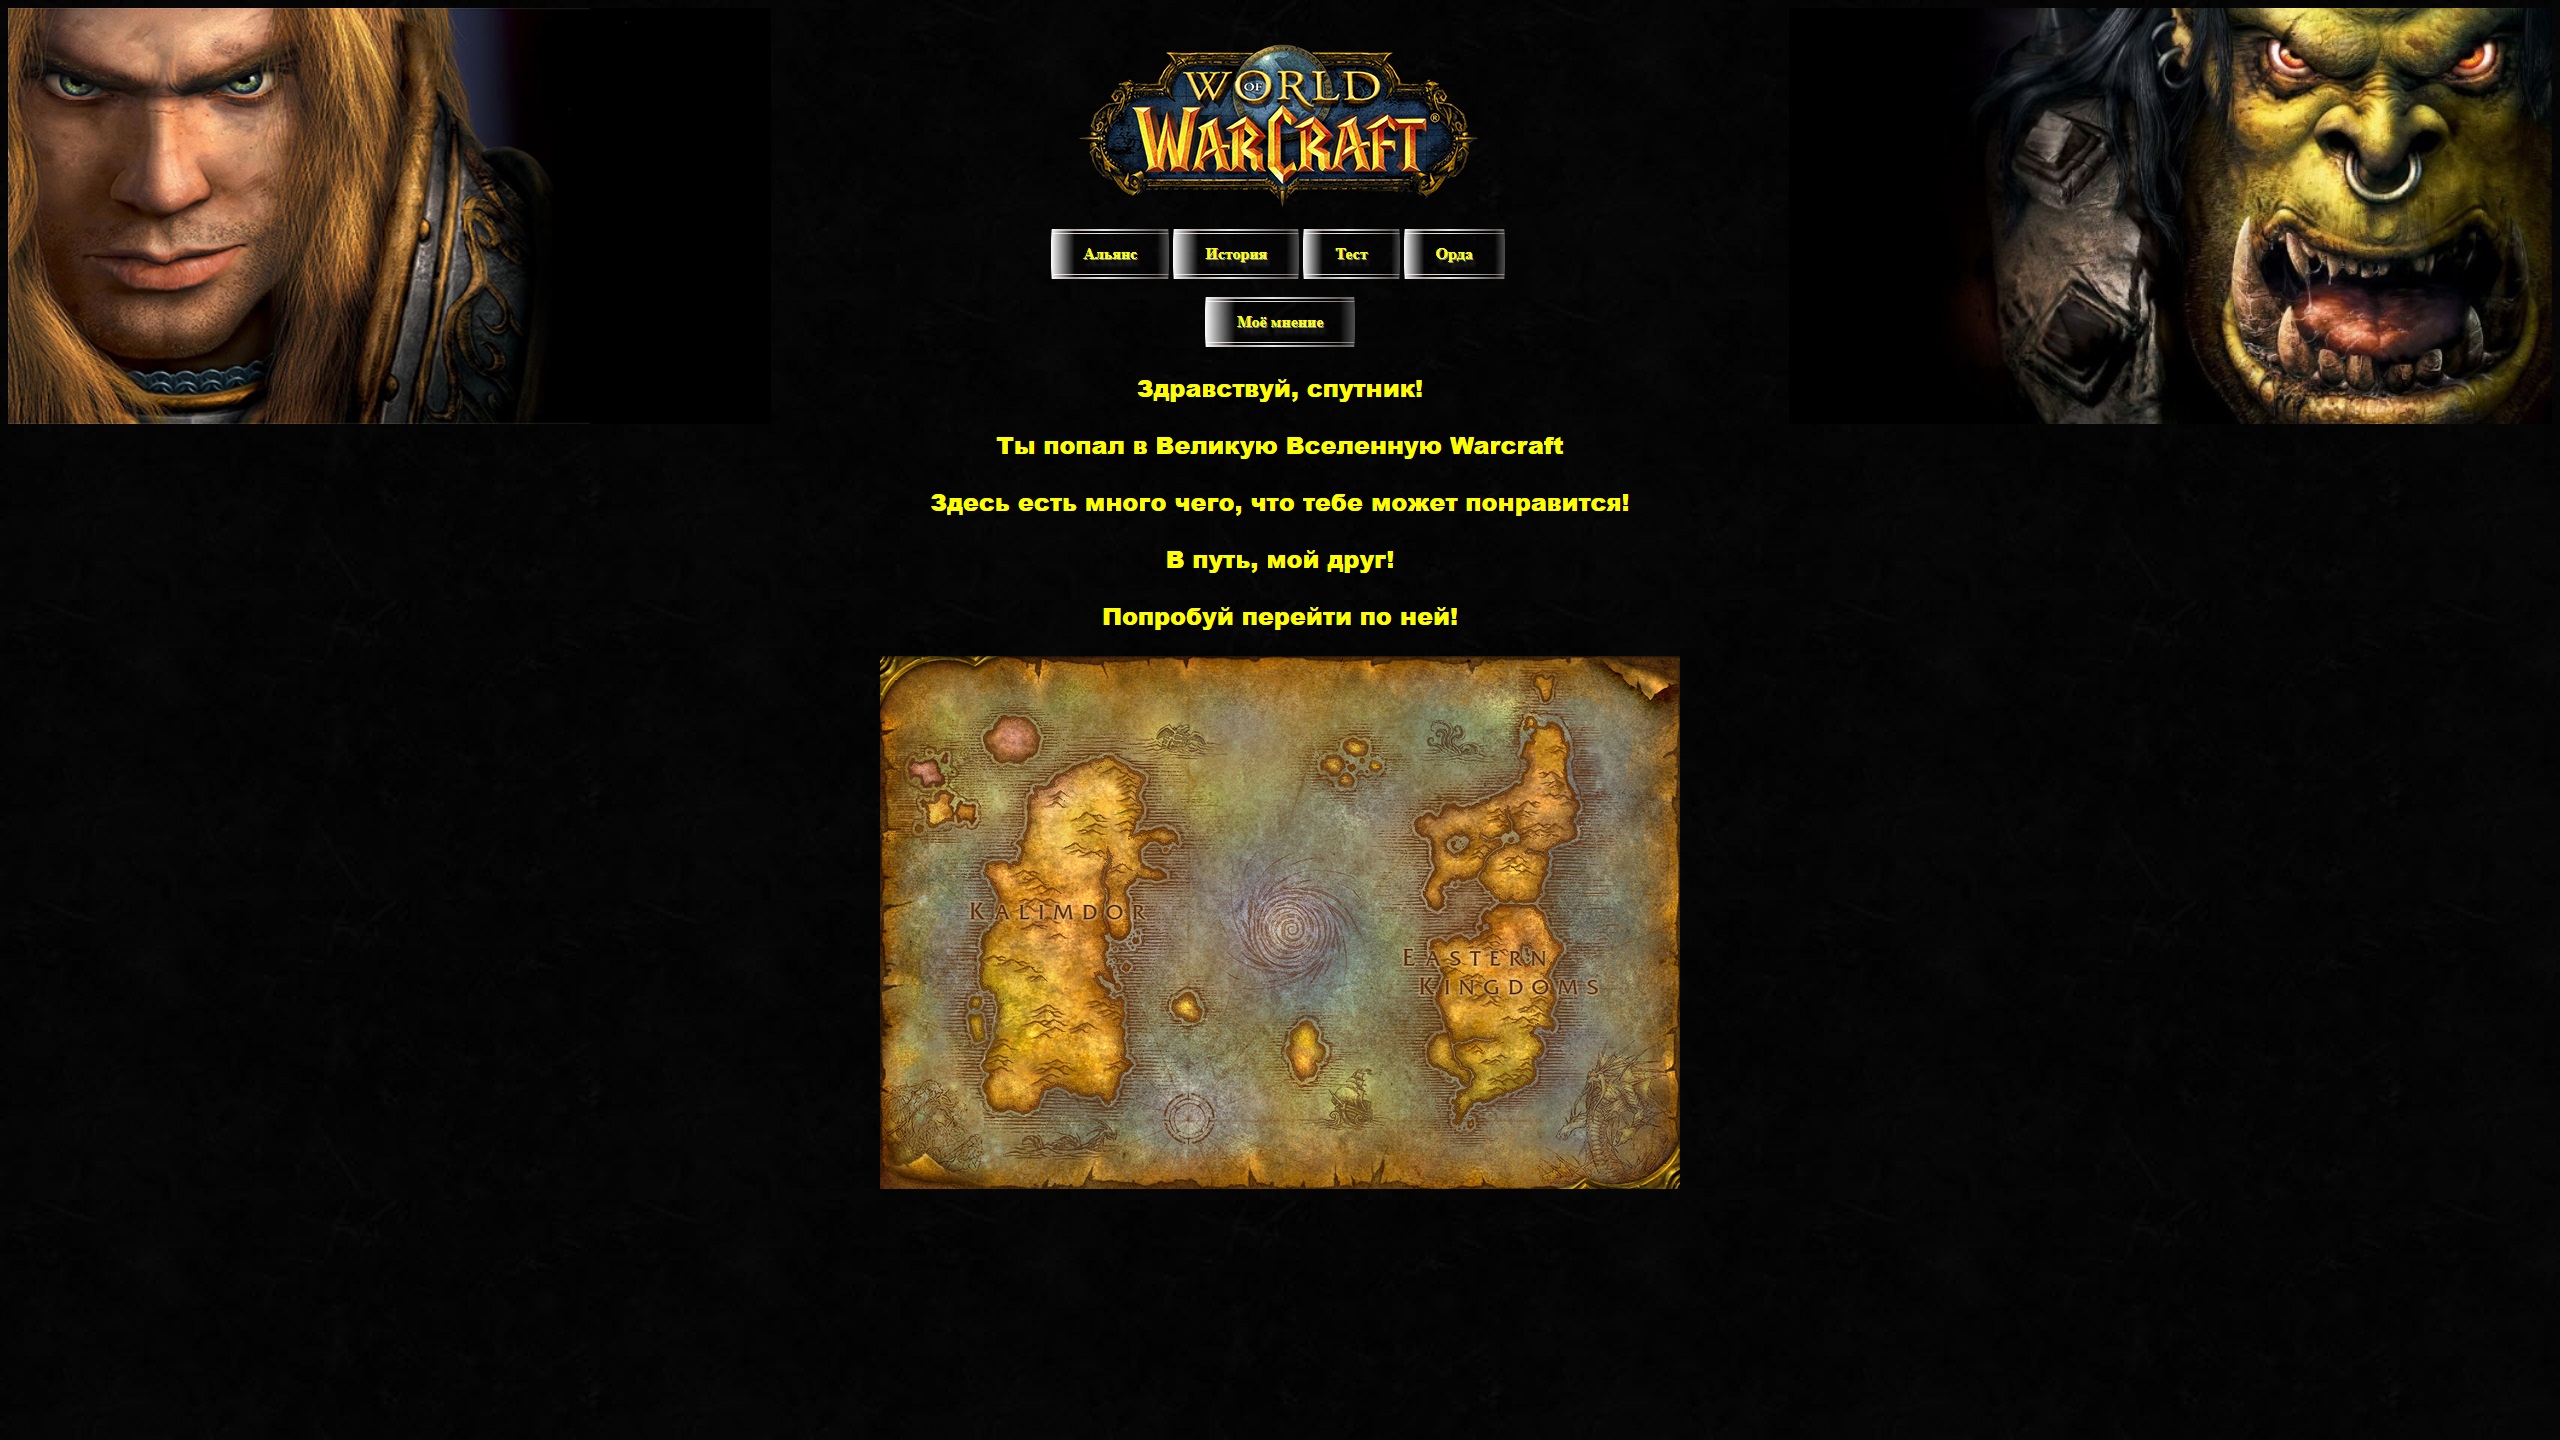 WORLD
OF
WARCRAFT®
Альянс
История
Тест
Орда
Моё мнение
Здравствуй, спутник!
Ты попал в Великую Вселенную Warcraft
Здесь есть много чего, что тебе может понравится!
В путь, мой друг!
Попробуй перейти по ней!
KALIMDOR
EASTERN
KINGDOMS